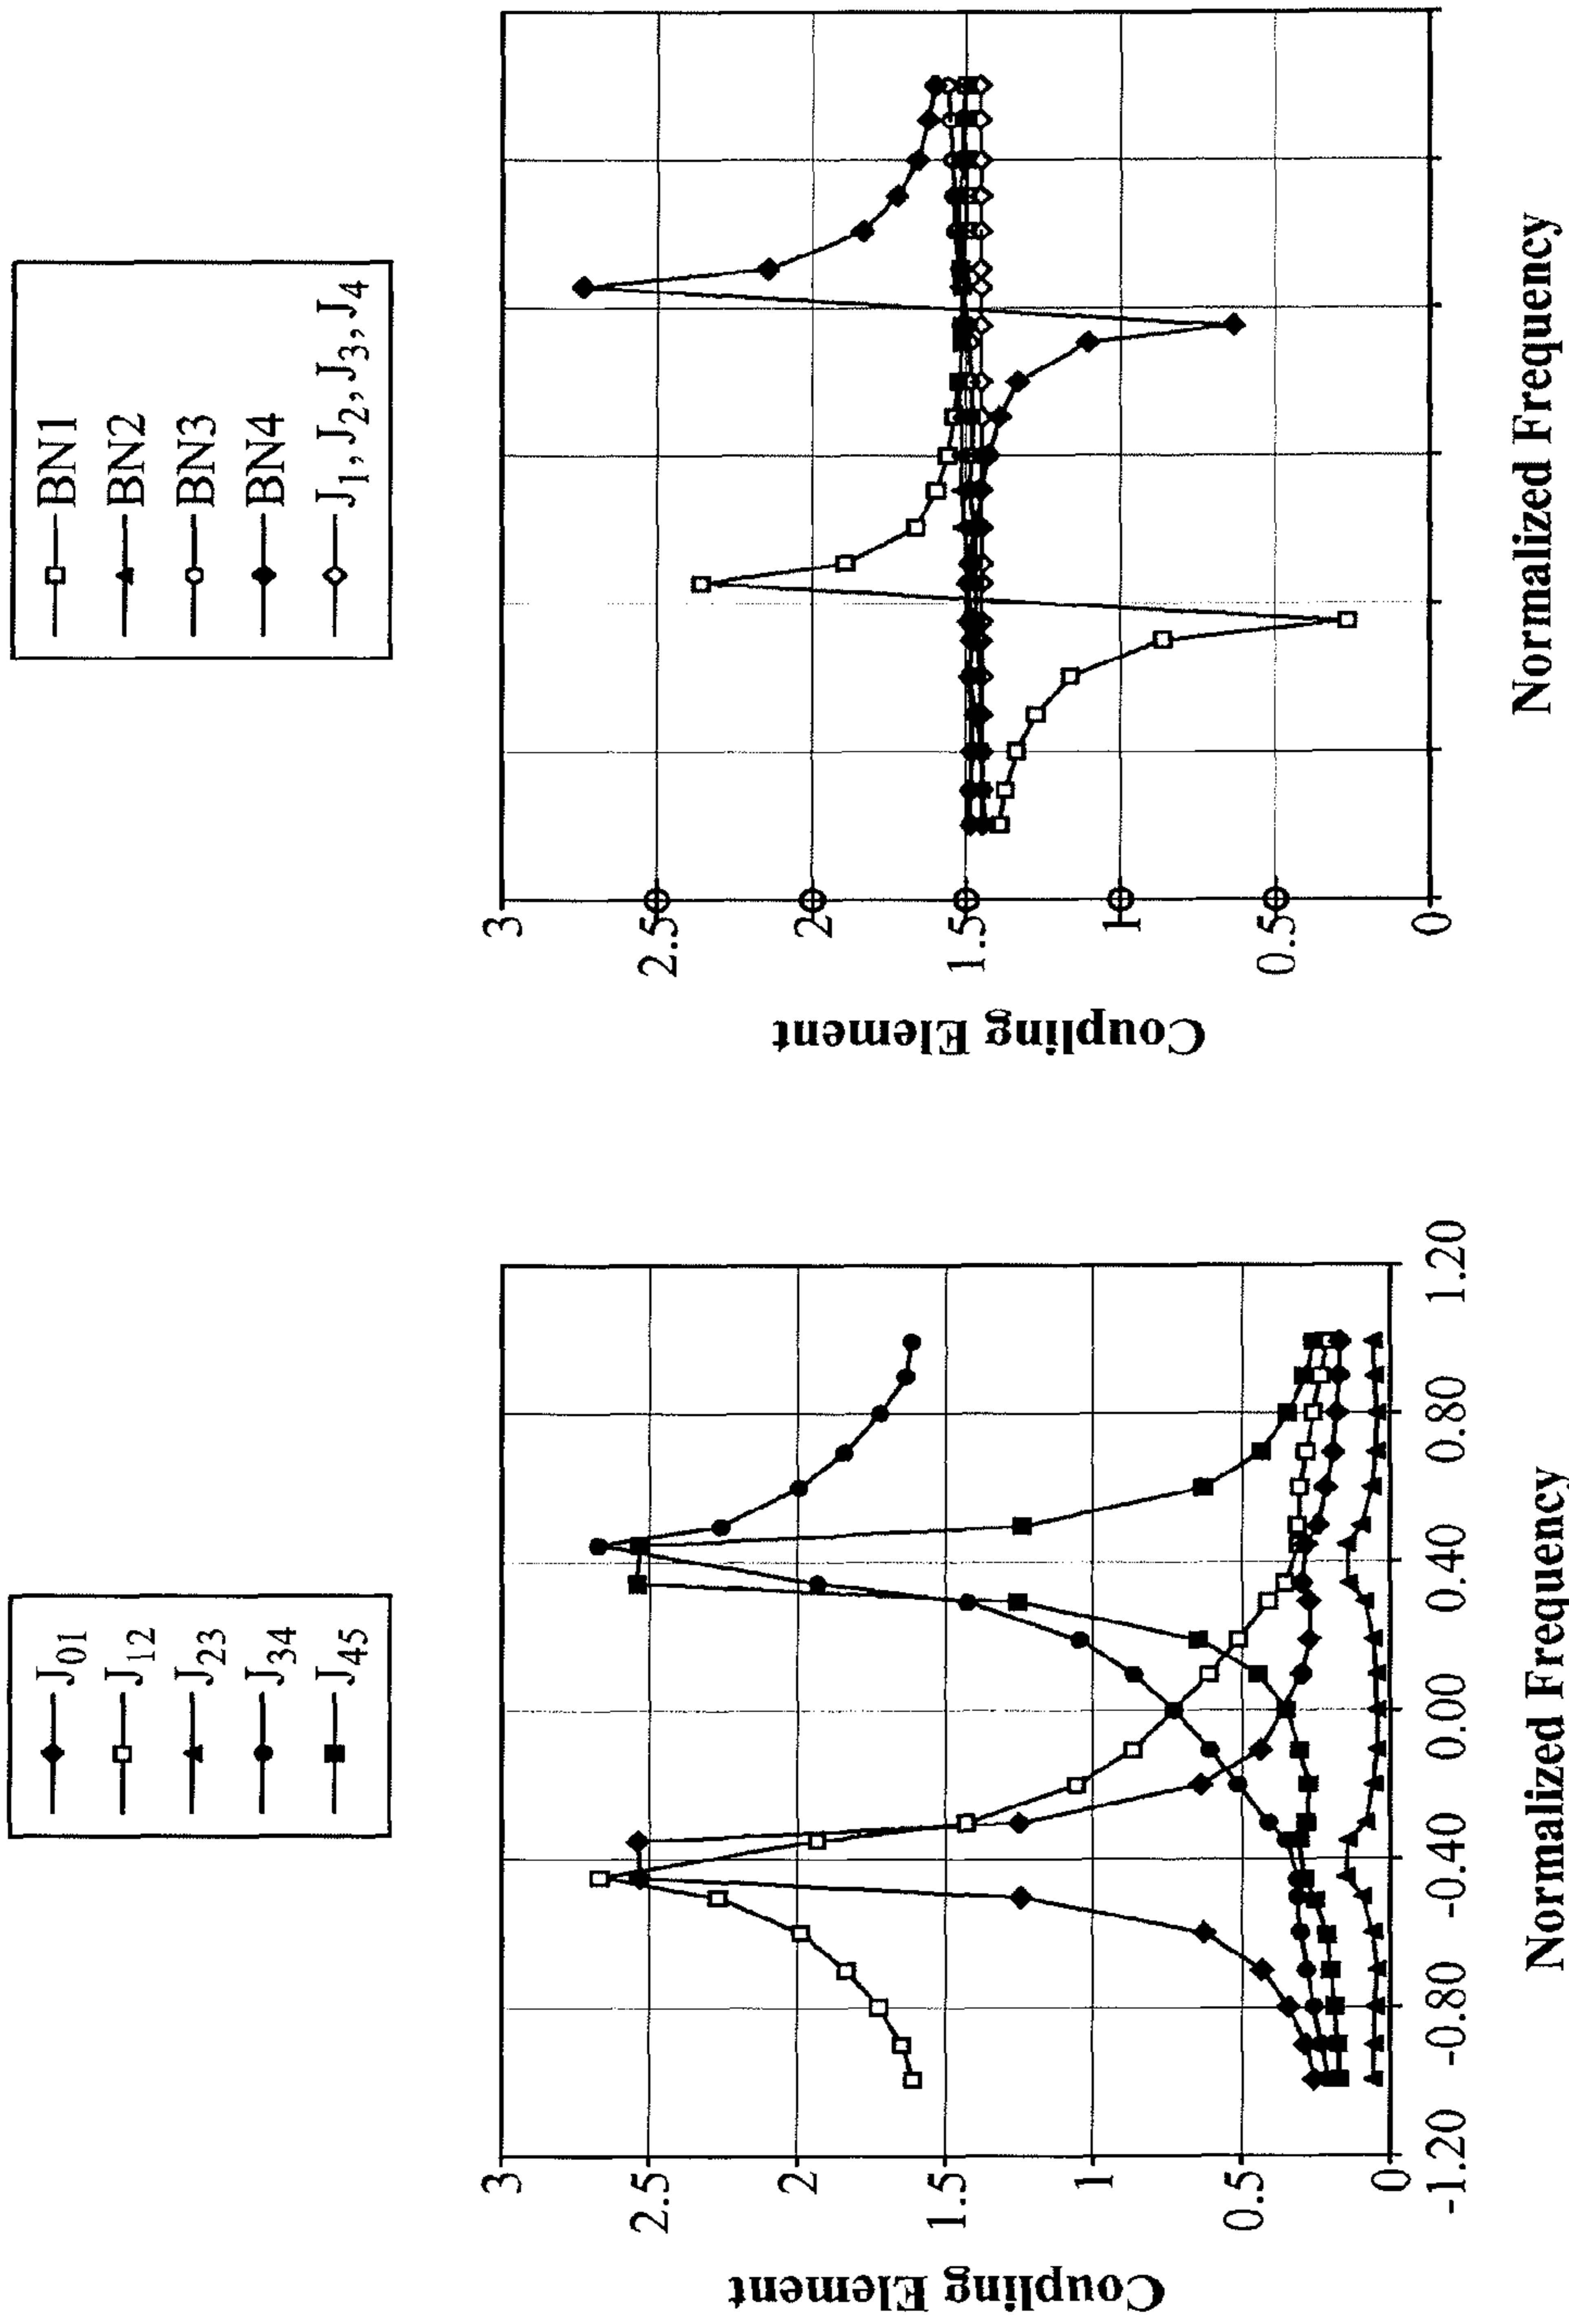 J01
J12
J23
J34
J45
Coupling Element
3
2.5
2
1.5
1
0.5
0
-1.20
-0.80
-0.40
0.00
0.40
0.80
1.20
Normalized Frequency
BN1
BN2
BN3
BN4
J1, J2, J3, J4
Coupling Element
3
2.5
2
1.5
1
0.5
0
Normalized Frequency